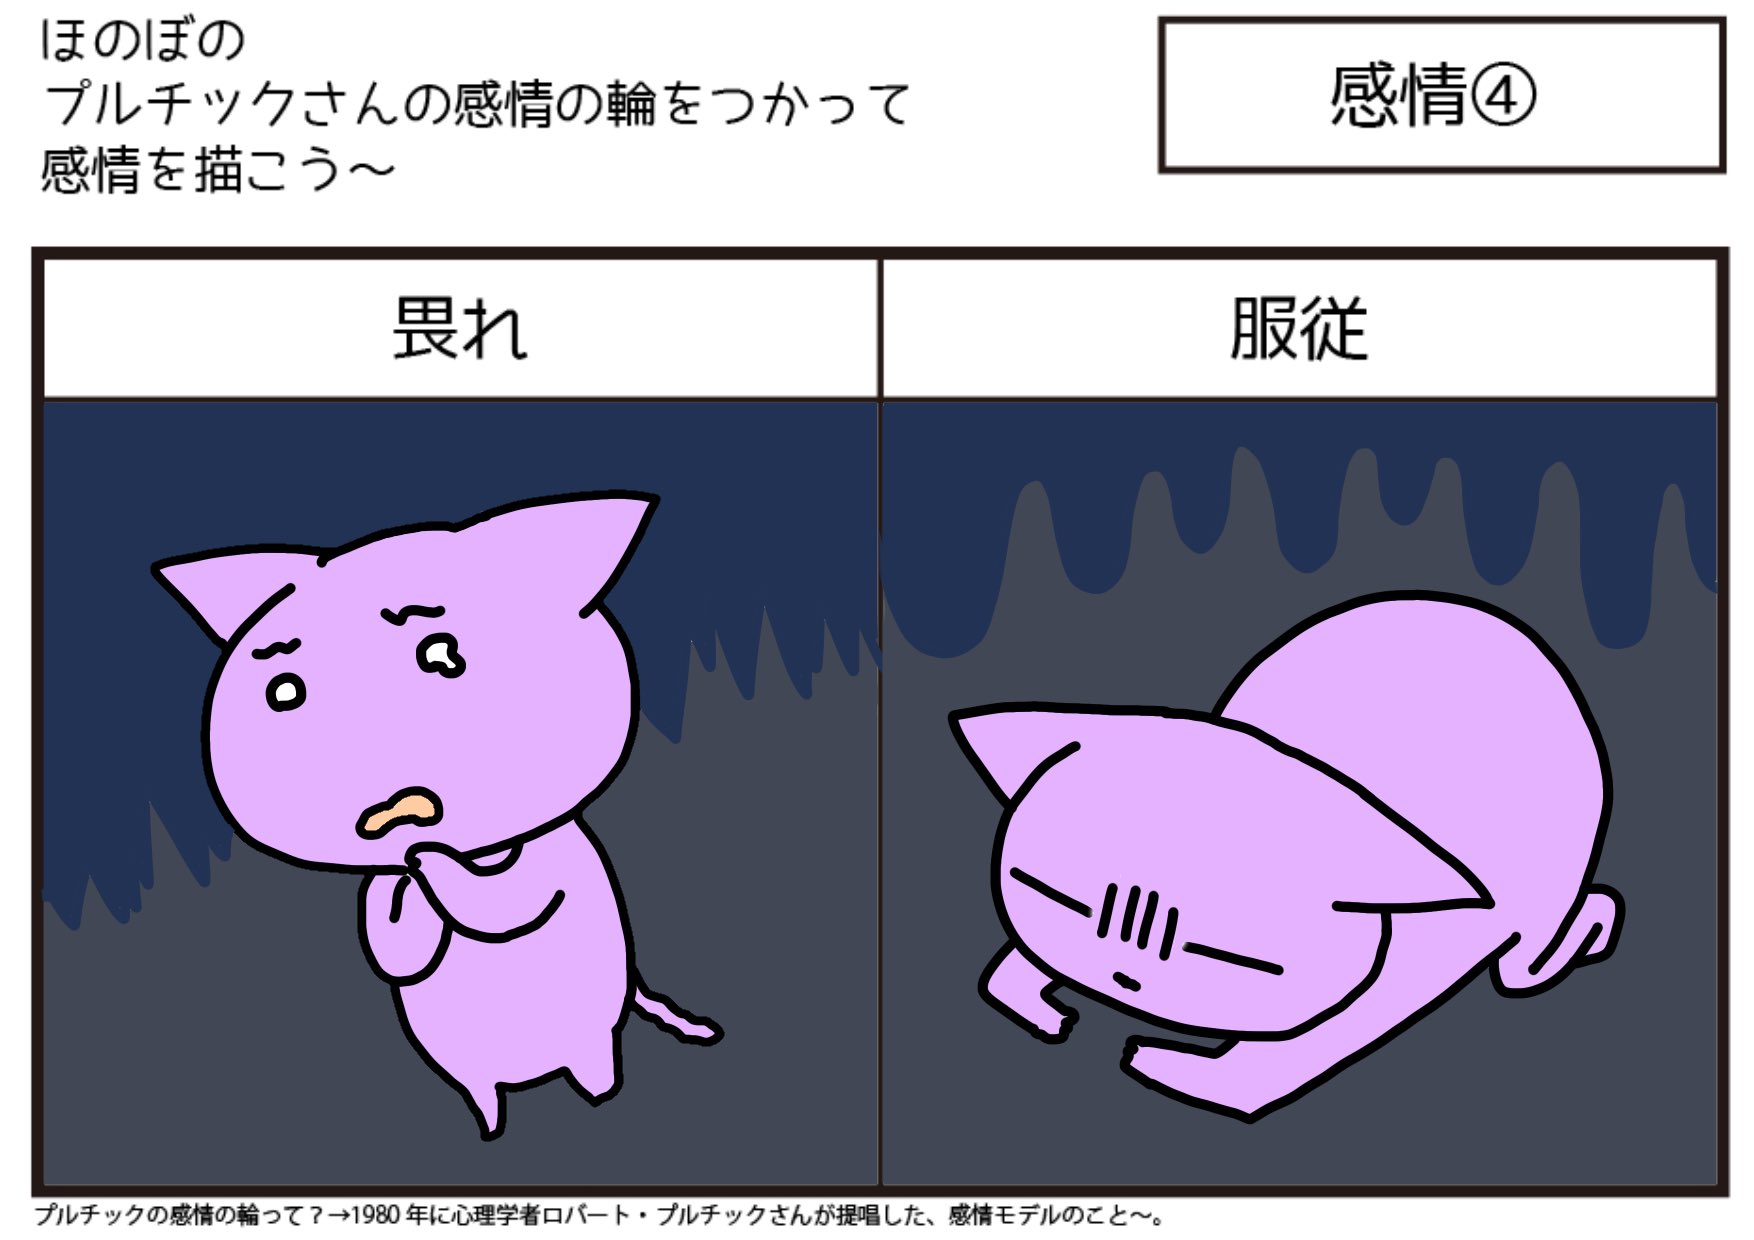 ほのぼの
プルチックさんの感情の輪をつかって
感情を描こう～
感情④
畏れ
服従
プルチックの感情の輪って？→1980年に心理学者ロバート・プルチックさんが提唱した、感情モデルのこと～。